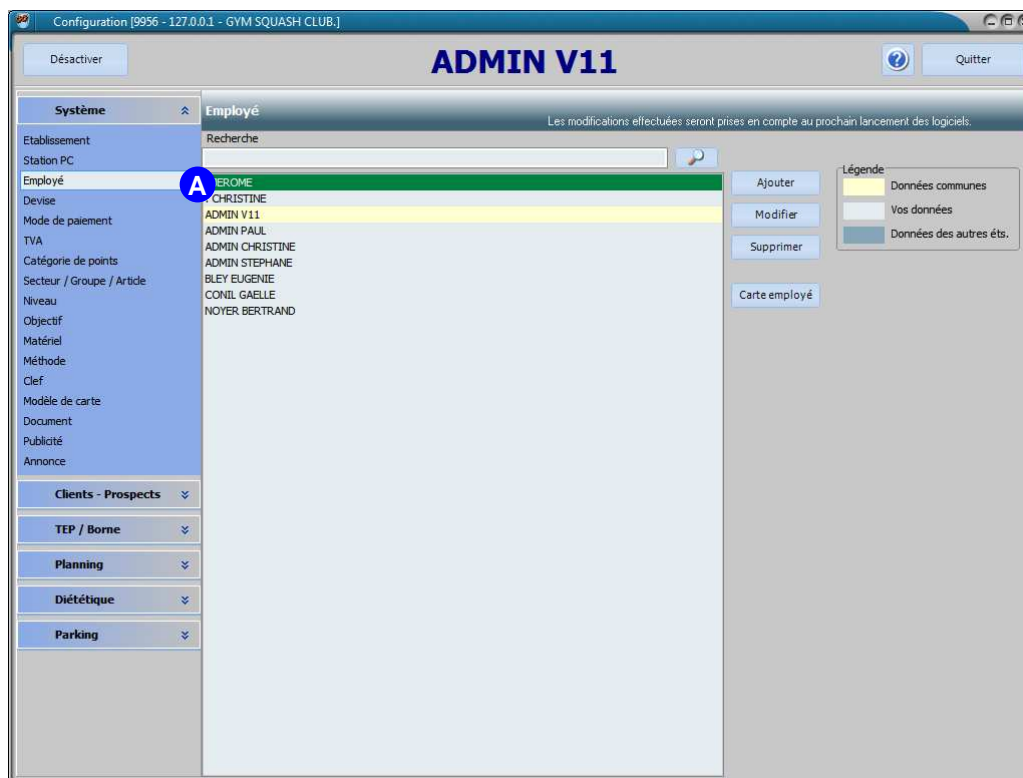 Configuration [9956 - 127.0.0.1 - GYM SQUASH CLUB.]
Désactiver
ADMIN V11
Quitter
Système
Etablissement
Station PC
Employé
Devise
Mode de paiement
TVA
Catégorie de points
Secteur / Groupe / Article
Niveau
Objectif
Matériel
Méthode
Clef
Modèle de carte
Document
Publicité
Annonce
Clients - Prospects
TEP / Borne
Planning
Diététique
Parking
Employé
Les modifications effectuées seront prises en compte au prochain lancement des logiciels.
Recherche
A
CHRISTINE
ADMIN V11
ADMIN PAUL
ADMIN CHRISTINE
ADMIN STEPHANE
BLEY EUGENIE
CONIL GAELLE
NOYER BERTRAND
Ajouter
Modifier
Supprimer
Carte employé
Légende
Données communes
Vos données
Données des autres éts.